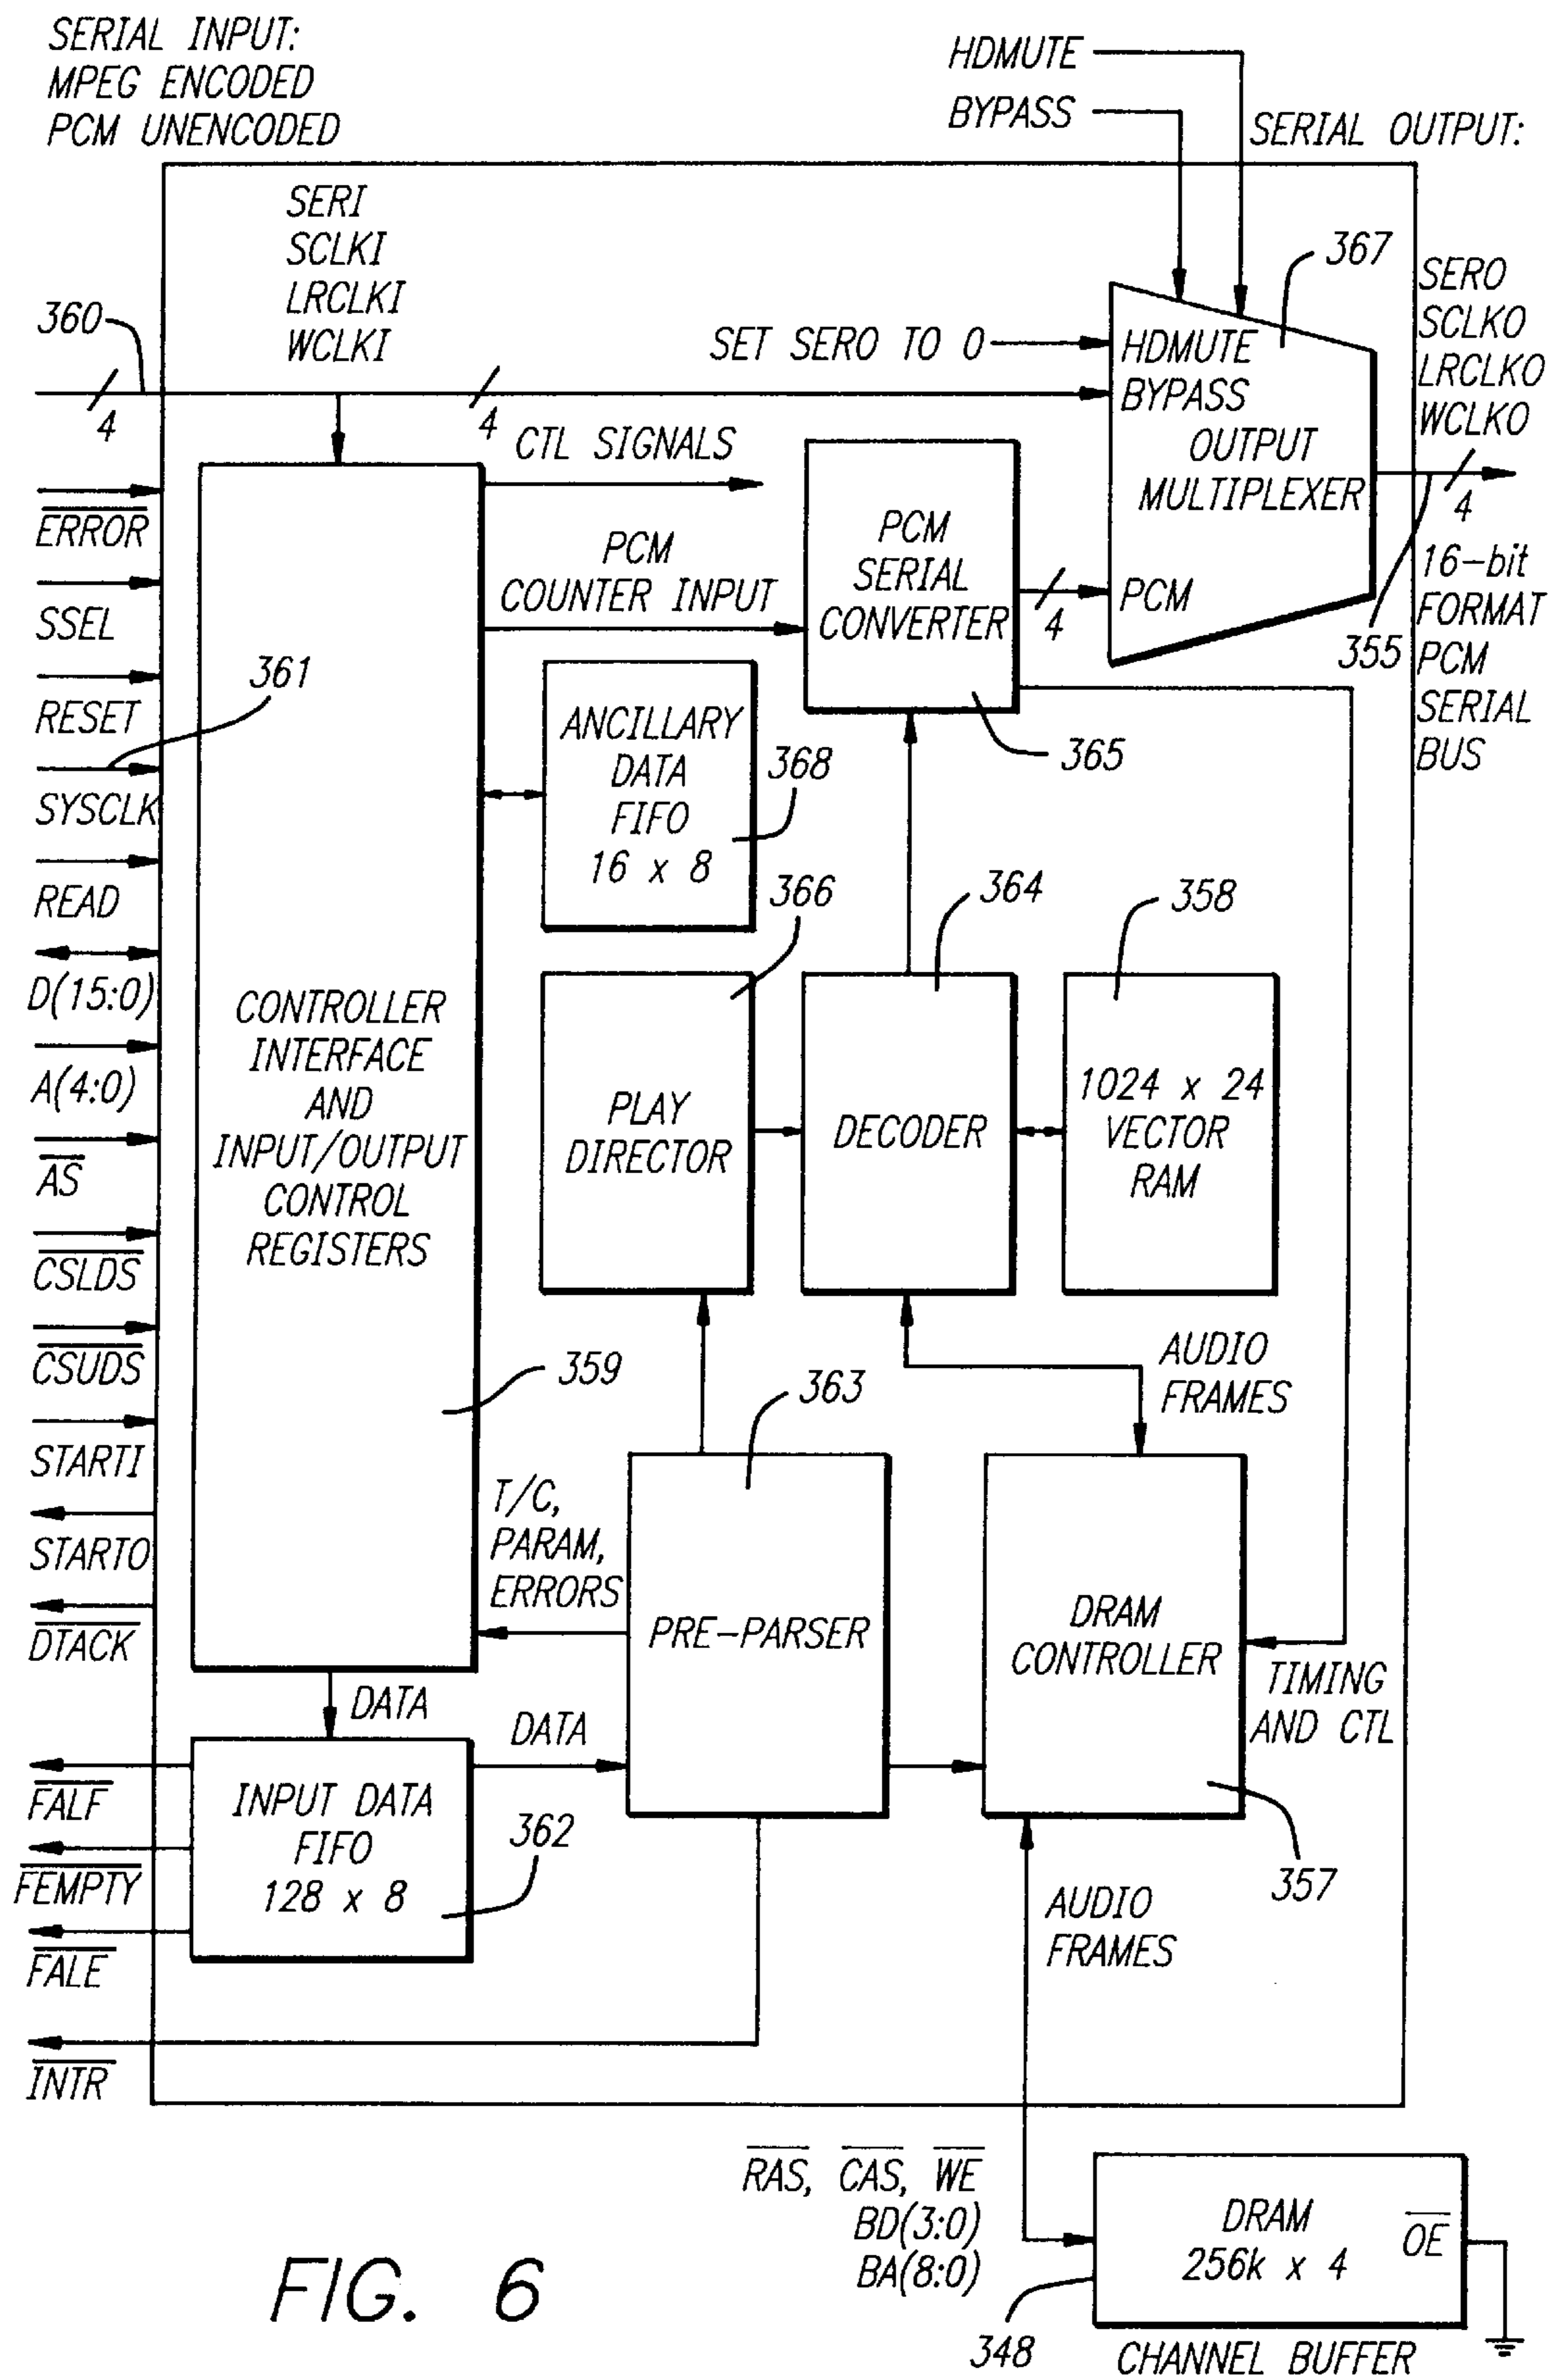 SERIAL INPUT:
MPEG ENCODED
PCM UNENCODED
HDMUTE
BYPASS
SERIAL OUTPUT:
SERI
SCLKI
LRCLKI
WCLKI
367
SERO
SCLKO
LRCLKO
WCLKO
360
4
4
SET SERO TO 0
HDMUTE
BYPASS
OUTPUT
MULTIPLEXER
PCM
4
355
16-bit
FORMAT
PCM
SERIAL
BUS
CTL SIGNALS
PCM
COUNTER INPUT
PCM
SERIAL
CONVERTER
4
365
ERROR
SSEL
RESET
361
SYSCLK
READ
D(15:0)
A(4:0)
AS
CSLDS
CSUDS
STARTI
STARTO
DTACK
ANCILLARY
DATA
FIFO
16 x 8
368
366
364
358
CONTROLLER
INTERFACE
AND
INPUT/OUTPUT
CONTROL
REGISTERS
359
PLAY
DIRECTOR
DECODER
1024 x 24
VECTOR
RAM
AUDIO
FRAMES
363
T/C,
PARAM,
ERRORS
PRE-PARSER
DRAM
CONTROLLER
TIMING
AND CTL
DATA
DATA
FALF
FEMPTY
FALE
INPUT DATA
FIFO
128 x 8
362
357
AUDIO
FRAMES
INTR
RAS, CAS, WE
BD(3:0)
BA(8:0)
DRAM
256k x 4
OE
348
CHANNEL BUFFER
FIG. 6